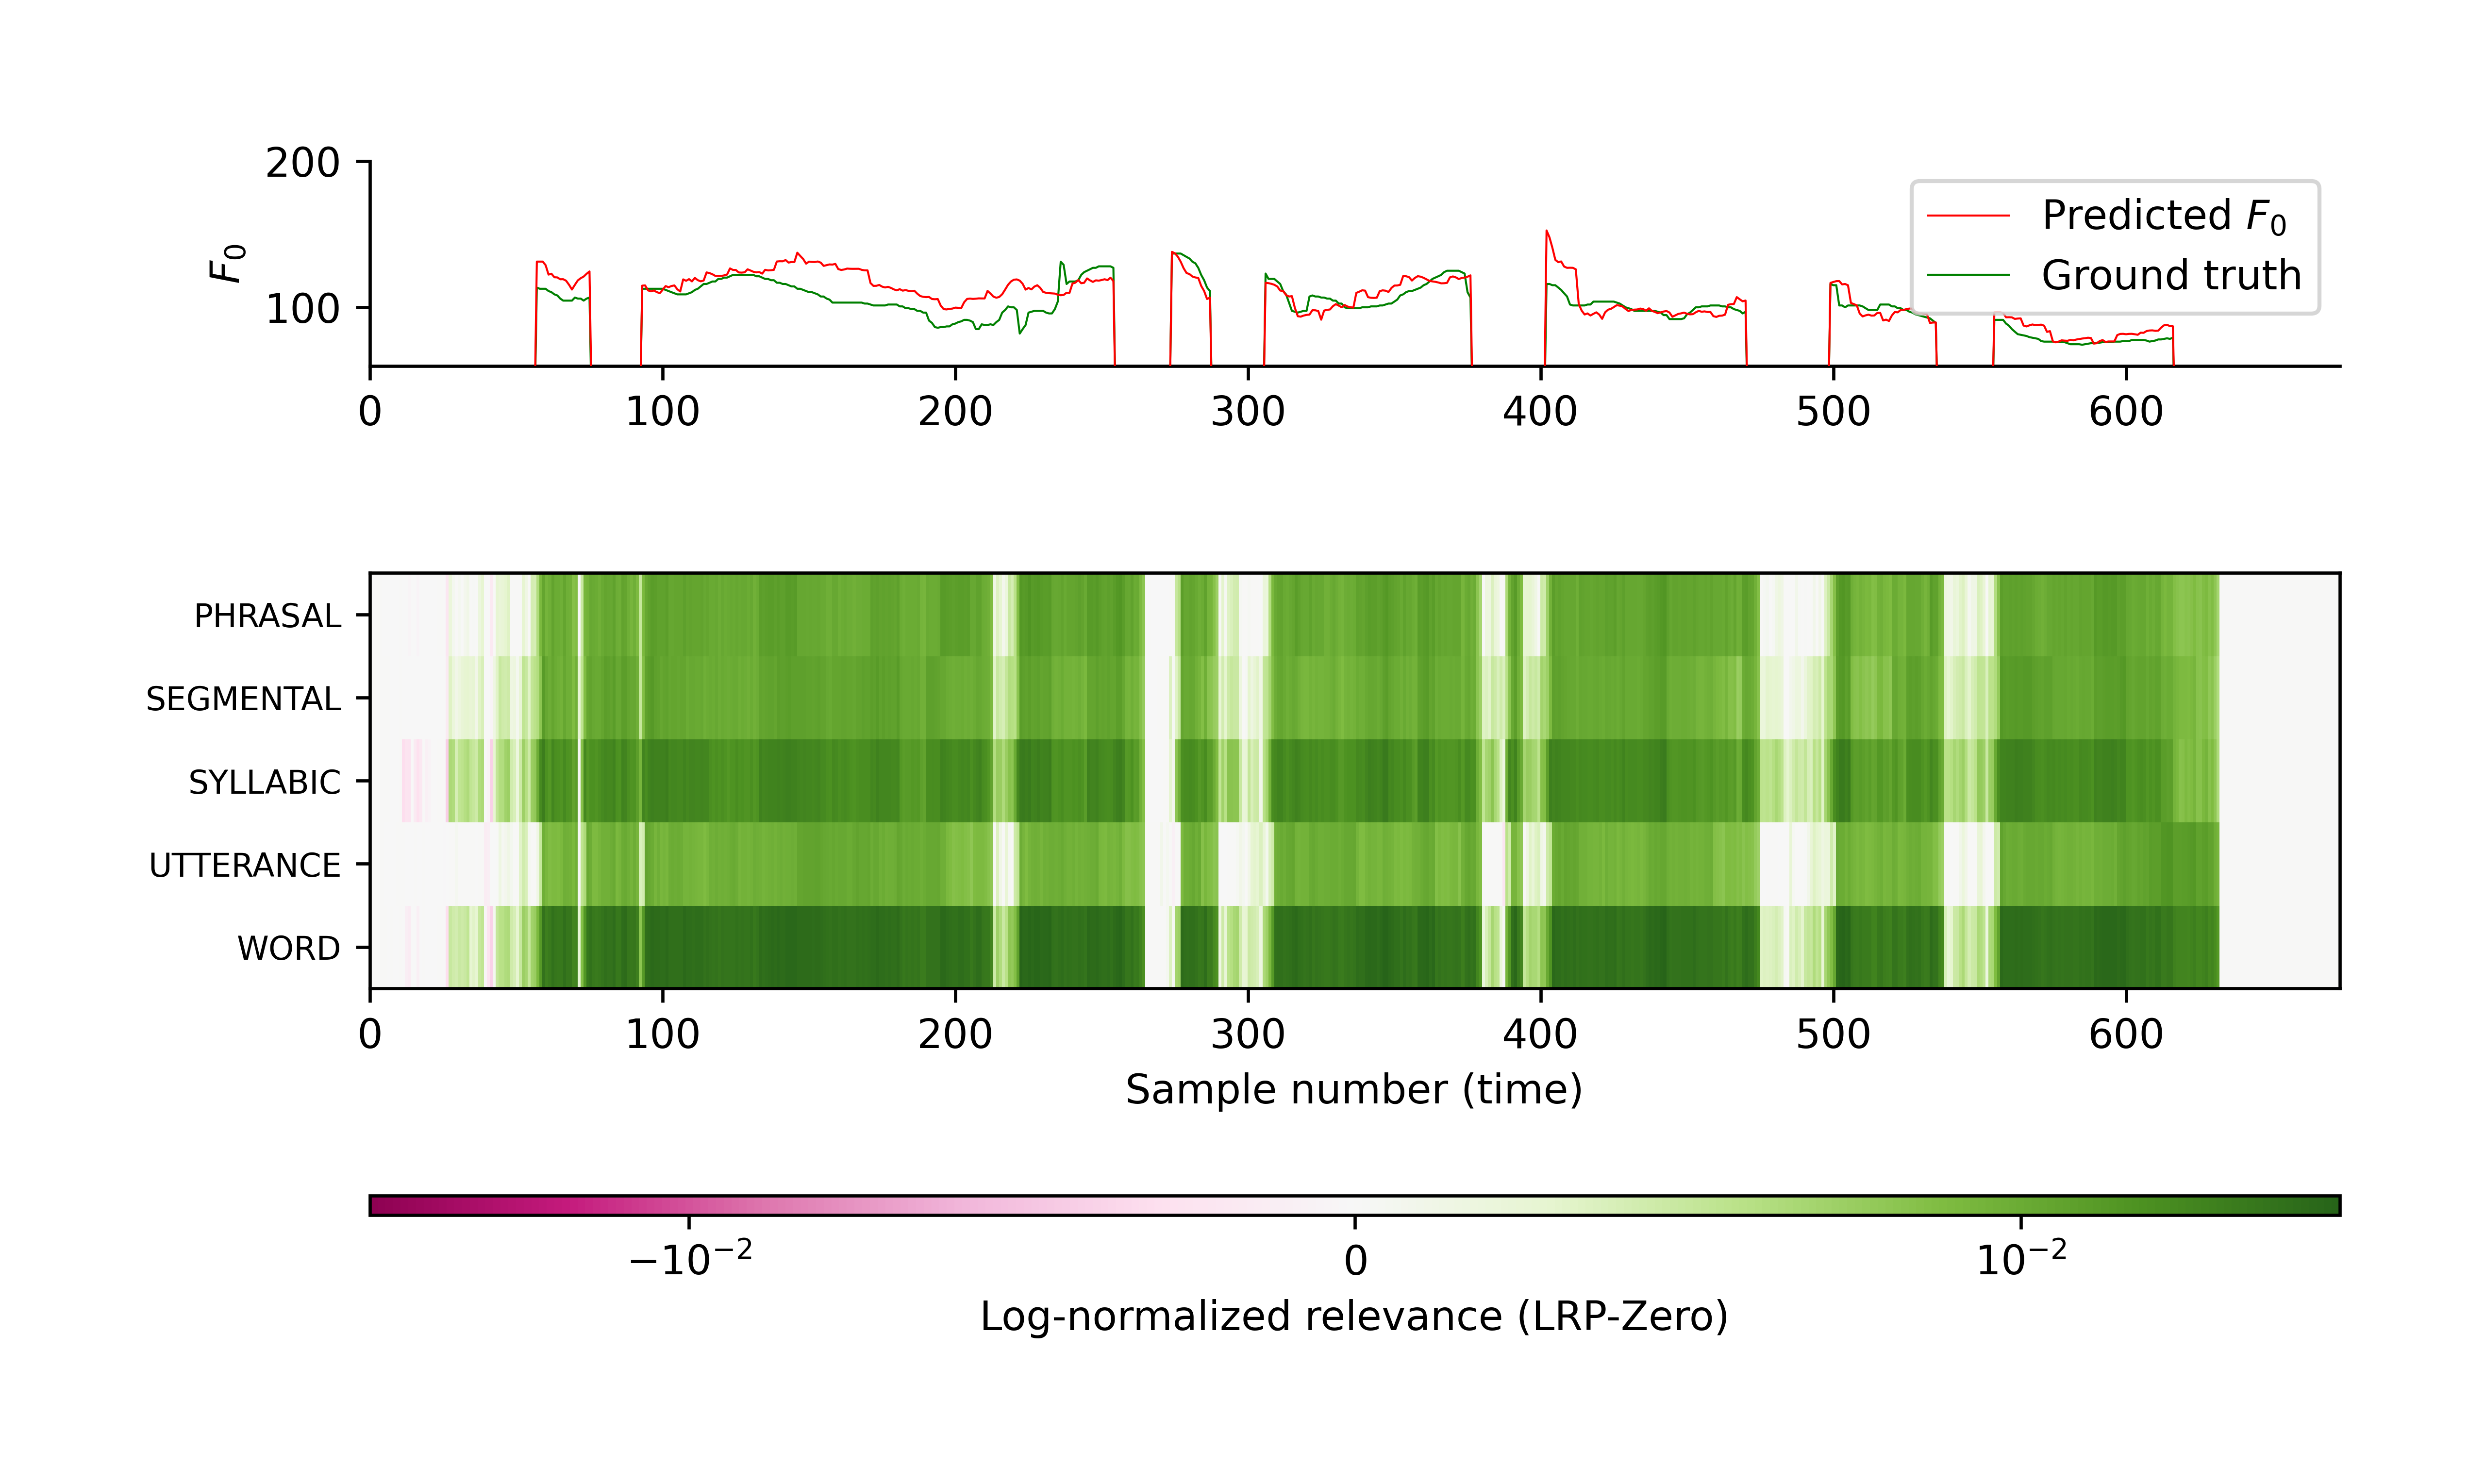 200
100
F₀
Predicted F₀
Ground truth
0 100 200 300 400 500 600
PHRASAL
SEGMENTAL
SYLLABIC
UTTERANCE
WORD
0 100 200 300 400 500 600
Sample number (time)
−10⁻² 0 10⁻²
Log-normalized relevance (LRP-Zero)